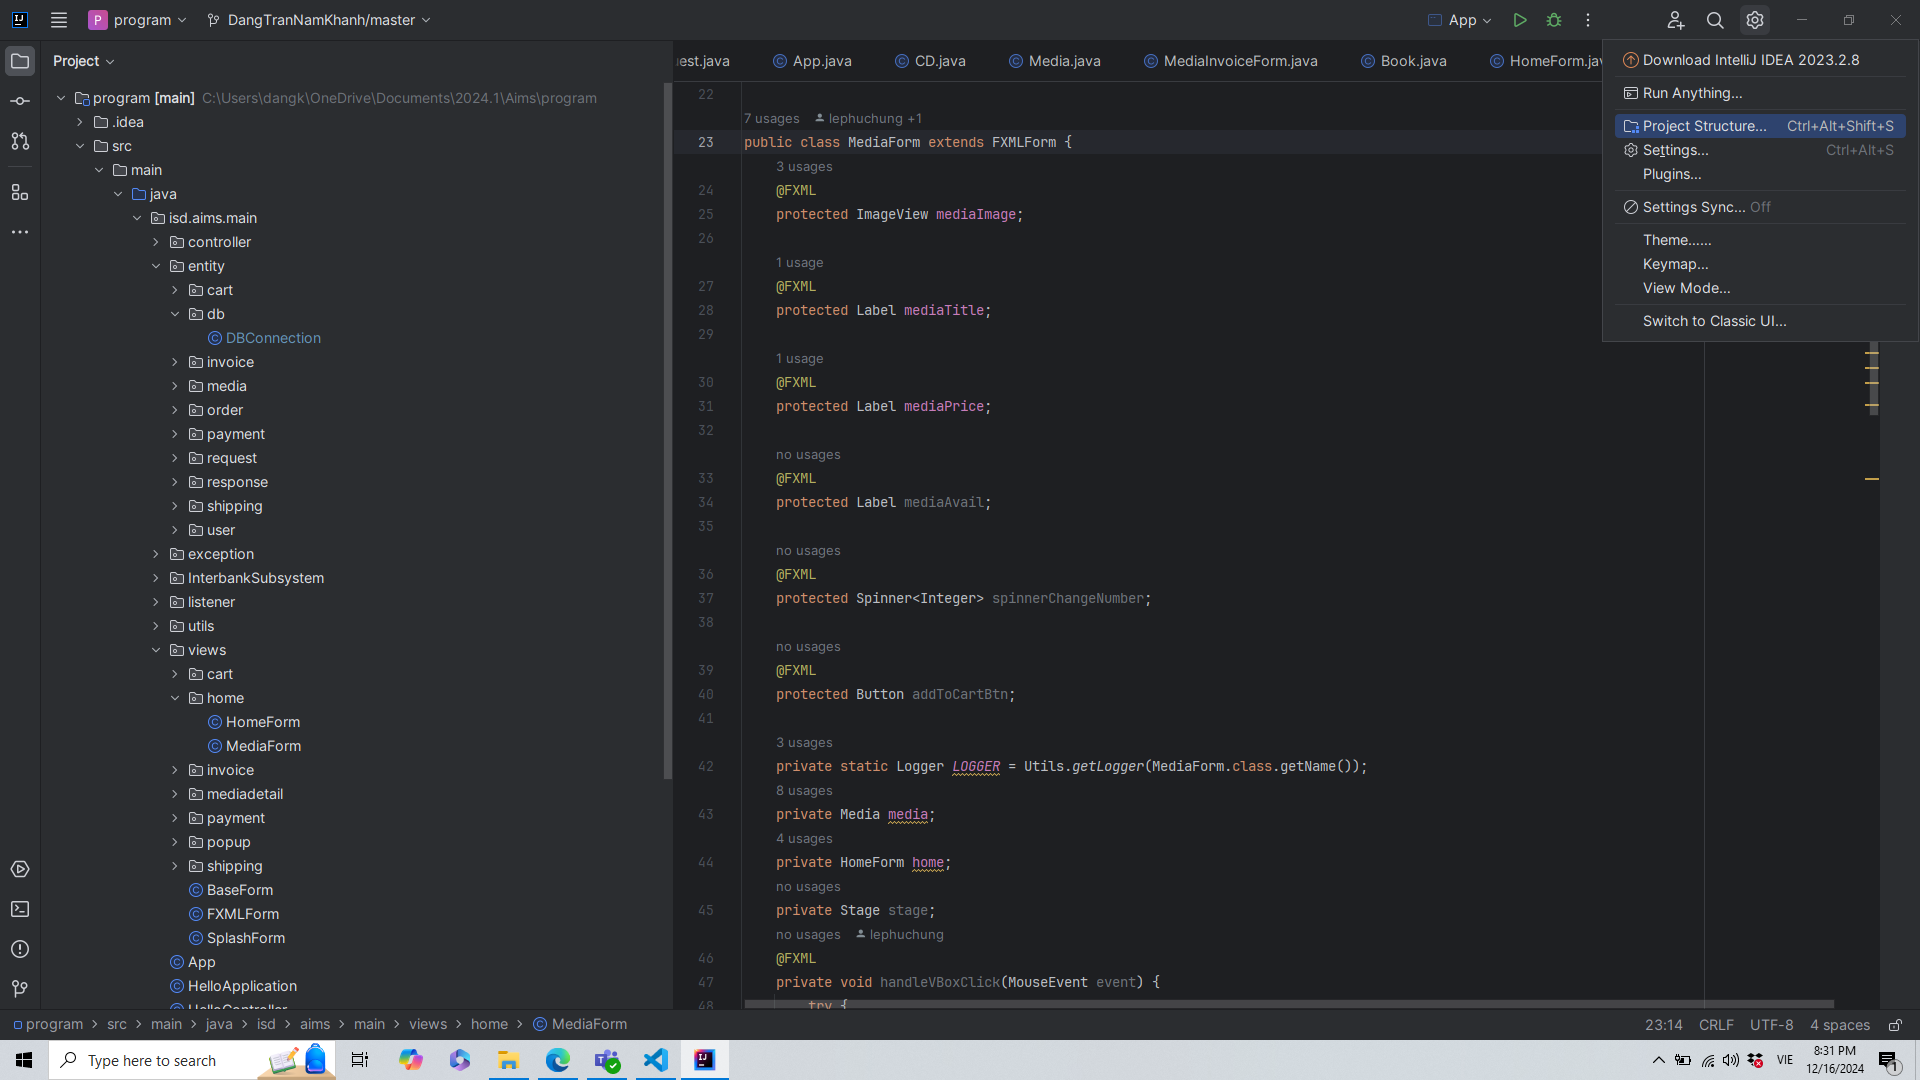 P program DangTranNamKhanh/master App
Project
est.java App.java CD.java Media.java MediaInvoiceForm.java Book.java HomeForm.jav
program [main] C:\Users\dangk\OneDrive\Documents\2024.1\Aims\program
.idea
src
main
java
isd.aims.main
controller
entity
cart
db
DBConnection
invoice
media
order
payment
request
response
shipping
user
exception
InterbankSubsystem
listener
utils
views
cart
home
HomeForm
MediaForm
invoice
mediadetail
payment
popup
shipping
BaseForm
FXMLForm
SplashForm
App
HelloApplication
HelloController
22
7 usages lephuchung +1
23 public class MediaForm extends FXMLForm {
3 usages
24 @FXML
25 protected ImageView mediaImage;
26
1 usage
27 @FXML
28 protected Label mediaTitle;
29
1 usage
30 @FXML
31 protected Label mediaPrice;
32
no usages
33 @FXML
34 protected Label mediaAvail;
35
no usages
36 @FXML
37 protected Spinner<Integer> spinnerChangeNumber;
38
no usages
39 @FXML
40 protected Button addToCartBtn;
41
3 usages
42 private static Logger LOGGER = Utils.getLogger(MediaForm.class.getName());
8 usages
43 private Media media;
4 usages
44 private HomeForm home;
no usages
45 private Stage stage;
no usages lephuchung
46 @FXML
47 private void handleVBoxClick(MouseEvent event) {
48 try {
Download IntelliJ IDEA 2023.2.8
Run Anything...
Project Structure... Ctrl+Alt+Shift+S
Settings... Ctrl+Alt+S
Plugins...
Settings Sync... Off
Theme......
Keymap...
View Mode...
Switch to Classic UI...
program > src > main > java > isd > aims > main > views > home > MediaForm
23:14 CRLF UTF-8 4 spaces
Type here to search
VIE
8:31 PM
12/16/2024
1